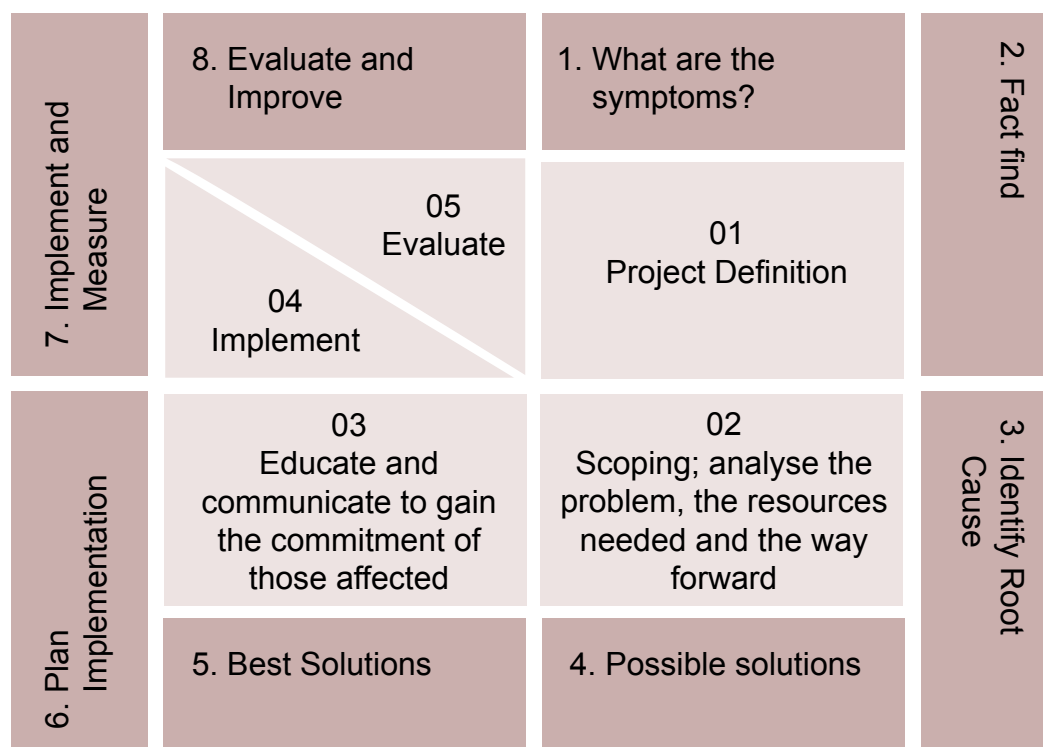 8. Evaluate and
Improve
1. What are the
symptoms?
2. Fact find
7. Implement and
Measure
05
Evaluate
04
Implement
01
Project Definition
03
Educate and
communicate to gain
the commitment of
those affected
02
Scoping; analyse the
problem, the resources
needed and the way
forward
3. Identify Root
Cause
6. Plan
Implementation
5. Best Solutions
4. Possible solutions